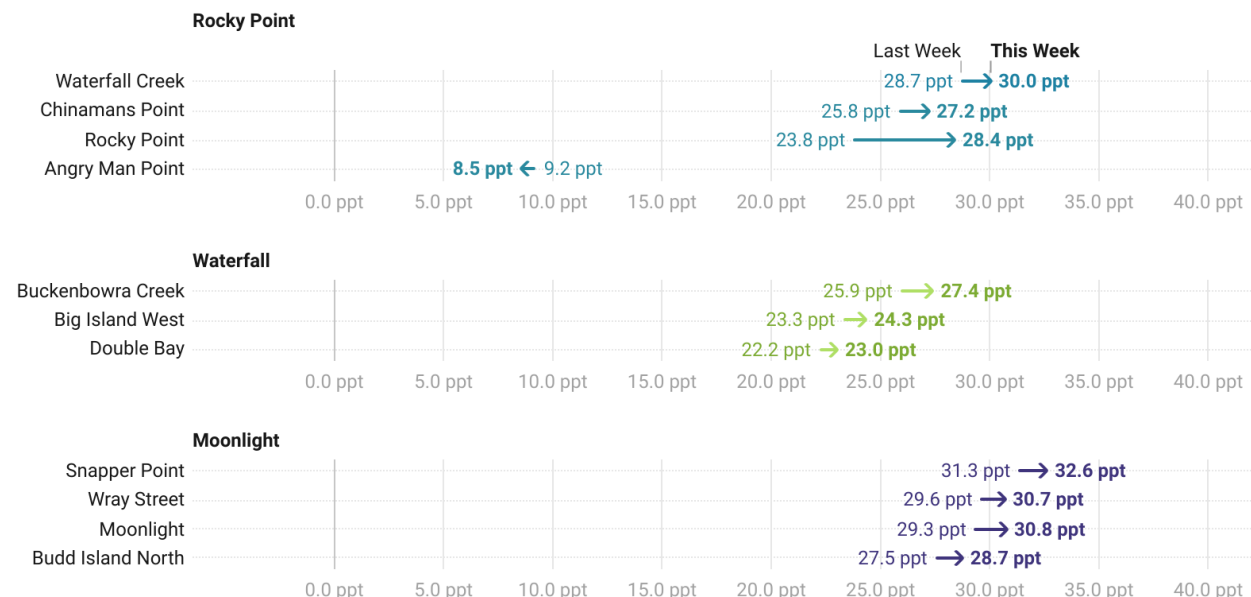 Rocky Point
Last Week This Week
Waterfall Creek 28.7 ppt 30.0 ppt
Chinamans Point 25.8 ppt 27.2 ppt
Rocky Point 23.8 ppt 28.4 ppt
Angry Man Point 8.5 ppt 9.2 ppt
0.0 ppt 5.0 ppt 10.0 ppt 15.0 ppt 20.0 ppt 25.0 ppt 30.0 ppt 35.0 ppt 40.0 ppt
Waterfall
Buckenbowra Creek 25.9 ppt 27.4 ppt
Big Island West 23.3 ppt 24.3 ppt
Double Bay 22.2 ppt 23.0 ppt
0.0 ppt 5.0 ppt 10.0 ppt 15.0 ppt 20.0 ppt 25.0 ppt 30.0 ppt 35.0 ppt 40.0 ppt
Moonlight
Snapper Point 31.3 ppt 32.6 ppt
Wray Street 29.6 ppt 30.7 ppt
Moonlight 29.3 ppt 30.8 ppt
Budd Island North 27.5 ppt 28.7 ppt
0.0 ppt 5.0 ppt 10.0 ppt 15.0 ppt 20.0 ppt 25.0 ppt 30.0 ppt 35.0 ppt 40.0 ppt